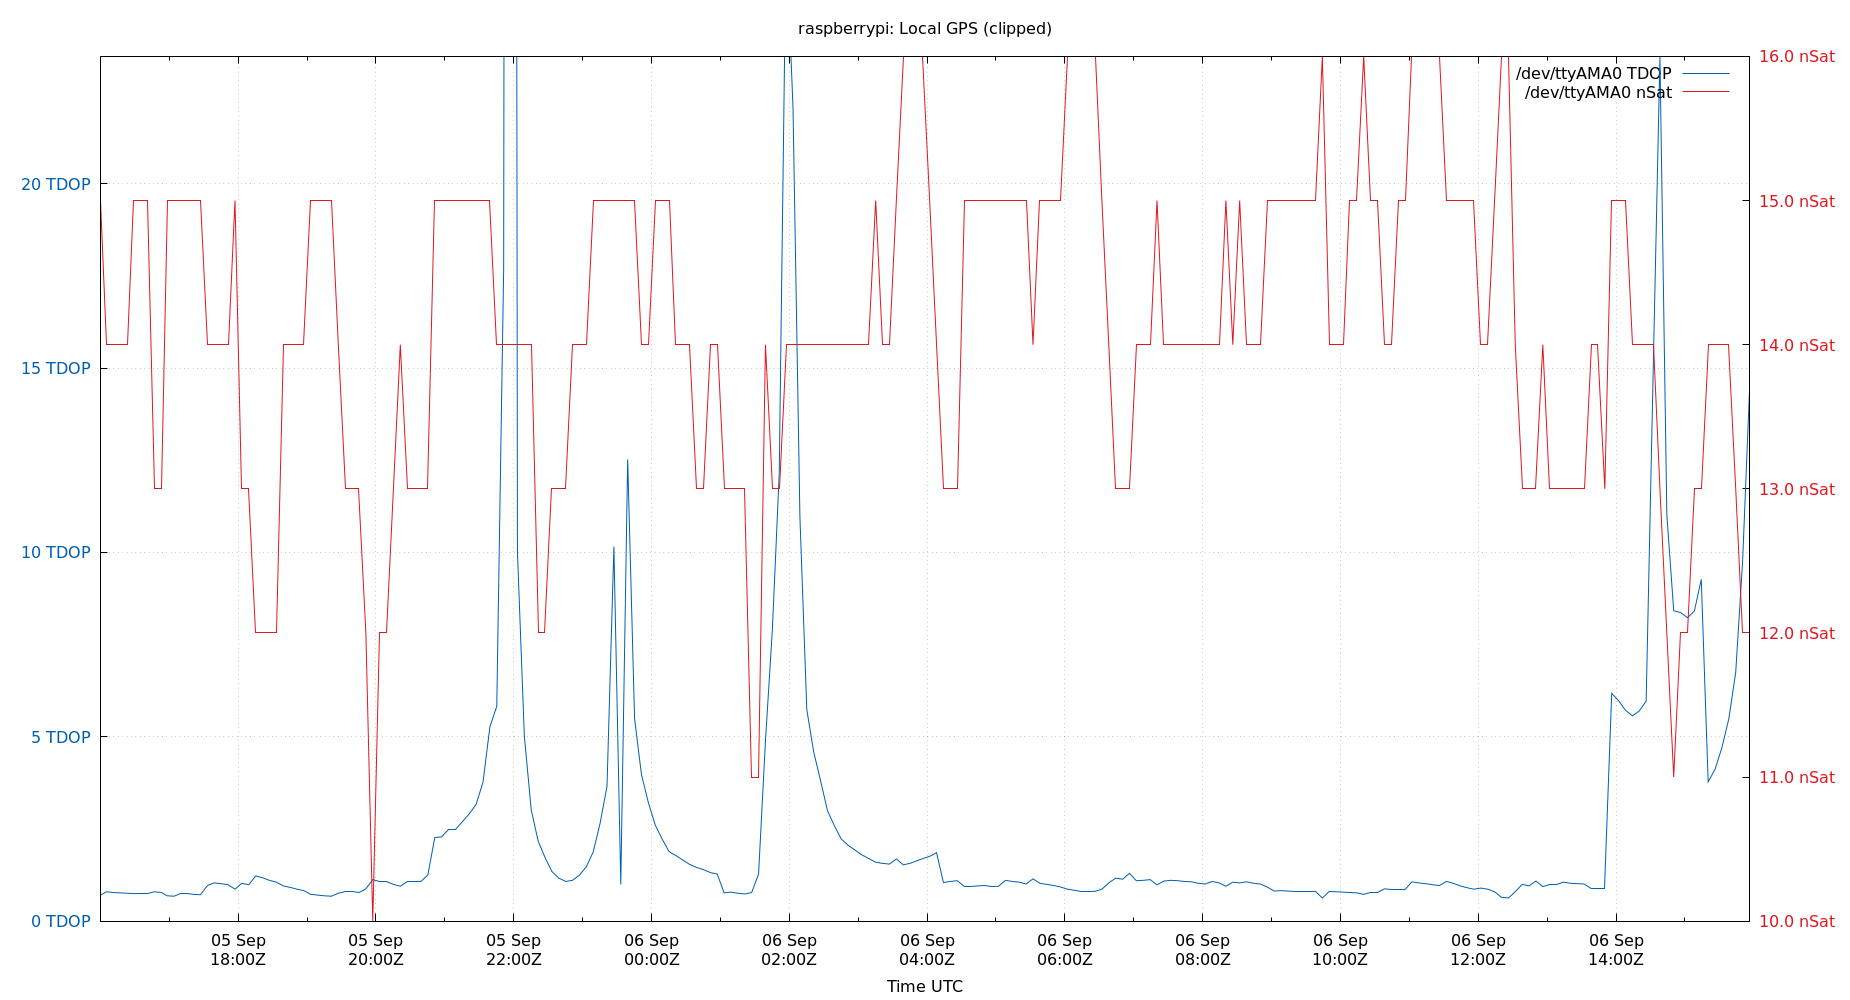 raspberrypi: Local GPS (clipped)
/dev/ttyAMA0 TDOP
/dev/ttyAMA0 nSat
20 TDOP
15 TDOP
10 TDOP
5 TDOP
0 TDOP
16.0 nSat
15.0 nSat
14.0 nSat
13.0 nSat
12.0 nSat
11.0 nSat
10.0 nSat
05 Sep
18:00Z
05 Sep
20:00Z
05 Sep
22:00Z
06 Sep
00:00Z
06 Sep
02:00Z
06 Sep
04:00Z
06 Sep
06:00Z
06 Sep
08:00Z
06 Sep
10:00Z
06 Sep
12:00Z
06 Sep
14:00Z
Time UTC